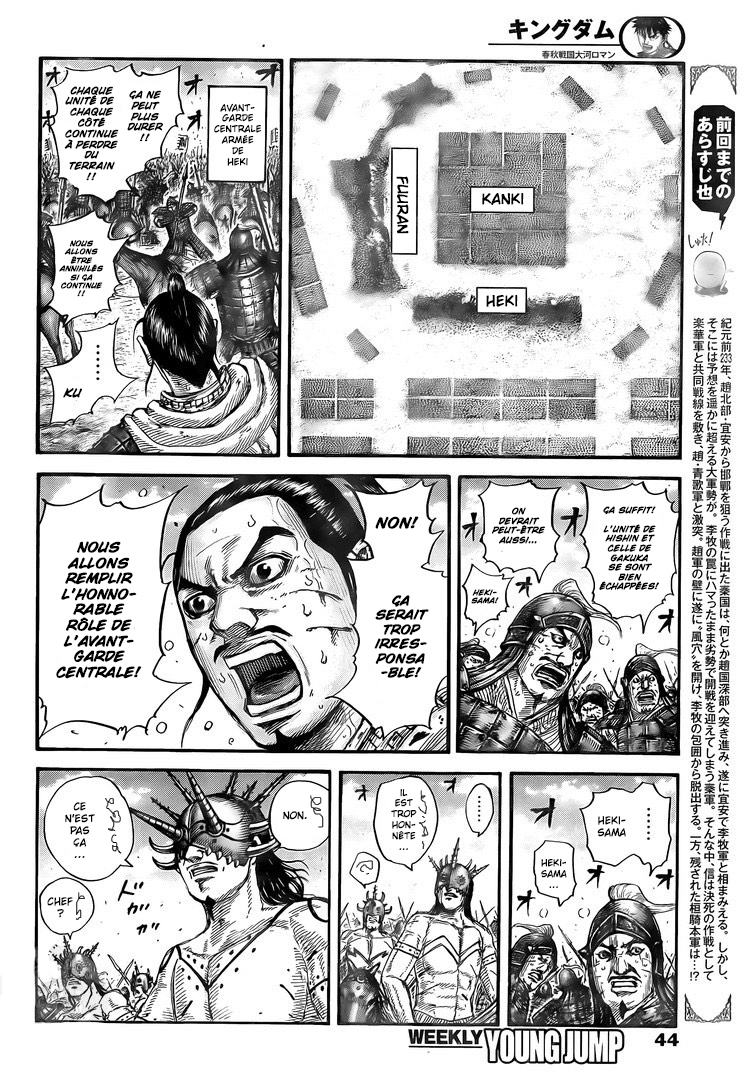 キングダム
春秋戦国大河ロマン
前回までの
あらすじ也
しゅた!
紀元前233年、趙北部・宜安から邯鄲を狙う作戦に出た秦国は、何とか趙国深部へ突き進み、遂に宜安で李牧軍と相まみえる。しかし、
そこには予想を遥かに超える大軍勢が。李牧の罠にハマったまま劣勢で開戦を迎えてしまう秦軍。そんな中、信は決死の作戦として
楽華軍と共同戦線を敷き、趙・青歌軍と激突。趙軍の壁に遂に“風穴”を開け、李牧の包囲から脱出する。一方、残された桓騎本軍は…!?
FUURAN
KANKI
HEKI
AVANT-
GARDE
CENTRALE
ARMÉE
DE
HEKI
ÇA NE
PEUT
PLUS
DURER !!
CHAQUE
UNITÉ DE
CHAQUE
CÔTÉ
CONTINUE
À PERDRE
DU
TERRAIN !!
NOUS
ALLONS
ÊTRE
ANNIHILÉS
SI ÇA
CONTINUE
!!
......
KU
ÇA SUFFIT!
L'UNITÉ DE
HISHIN ET
CELLE DE
GAKUKA
SE SONT
BIEN
ÉCHAPPÉES!
ON
DEVRAIT
PEUT-ÊTRE
AUSSI...
HEKI-
SAMA!
NON!
ÇA
SERAIT
TROP
IRRES-
PONSA
-BLE!
NOUS
ALLONS
REMPLIR
L'HONNO-
RABLE
RÔLE DE
L'AVANT-
GARDE
CENTRALE!
......
HEKI-
SAMA
HEKI-
SAMA
......
IL
EST
TROP
HON-
NÊTE...
NON.
CE
N'EST
PAS
ÇA...
CHEF
?
ドカッ
WEEKLY YOUNG JUMP
44